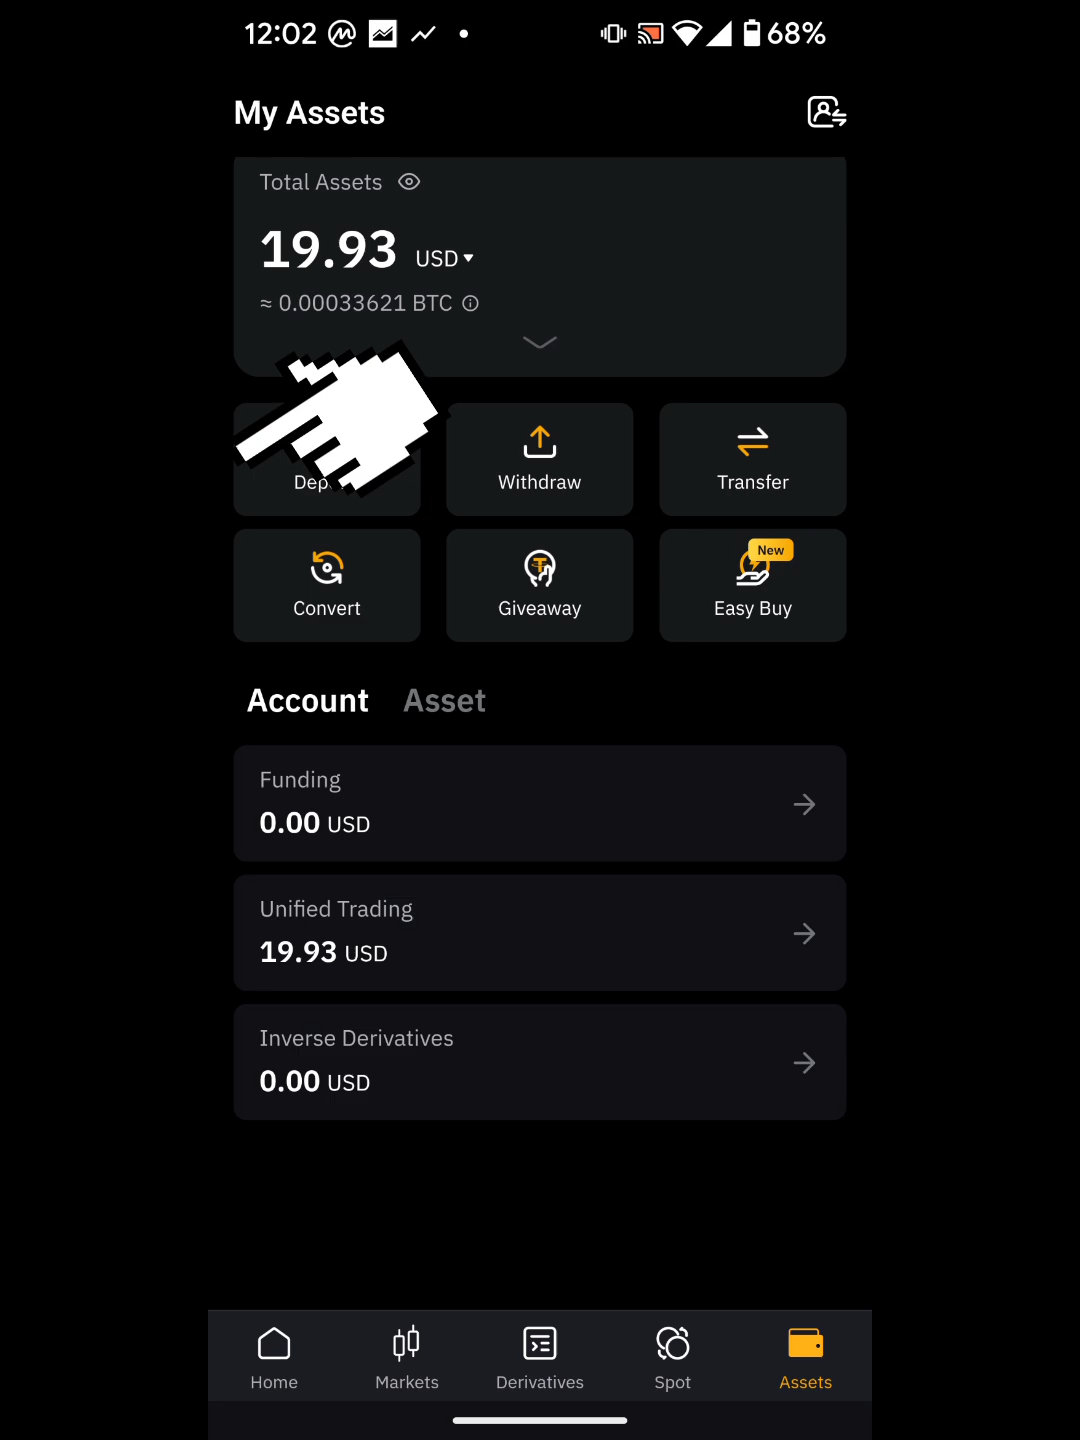 12:02 68%
My Assets
Total Assets
19.93 USD
≈ 0.00033621 BTC
Withdraw Transfer
New
Convert Giveaway Easy Buy
Account Asset
Funding
0.00 USD
Unified Trading
19.93 USD
Inverse Derivatives
0.00 USD
Home Markets Derivatives Spot Assets